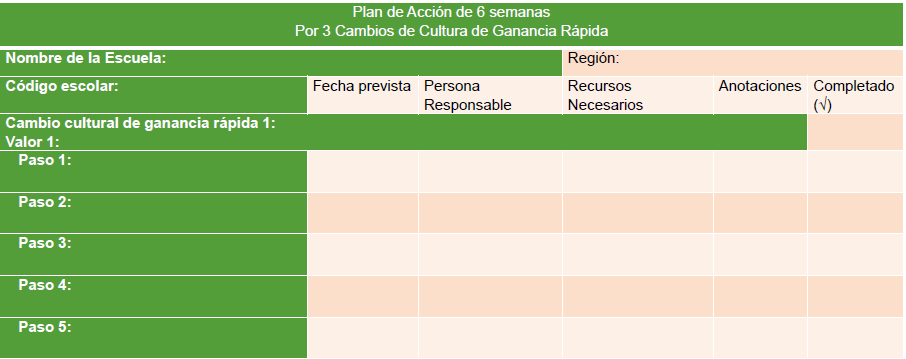 Plan de Acción de 6 semanas
Por 3 Cambios de Cultura de Ganancia Rápida
Nombre de la Escuela: Región:
Código escolar: Fecha prevista Persona Responsable Recursos Necesarios Anotaciones Completado (√)
Cambio cultural de ganancia rápida 1:
Valor 1:
Paso 1:
Paso 2:
Paso 3:
Paso 4:
Paso 5: